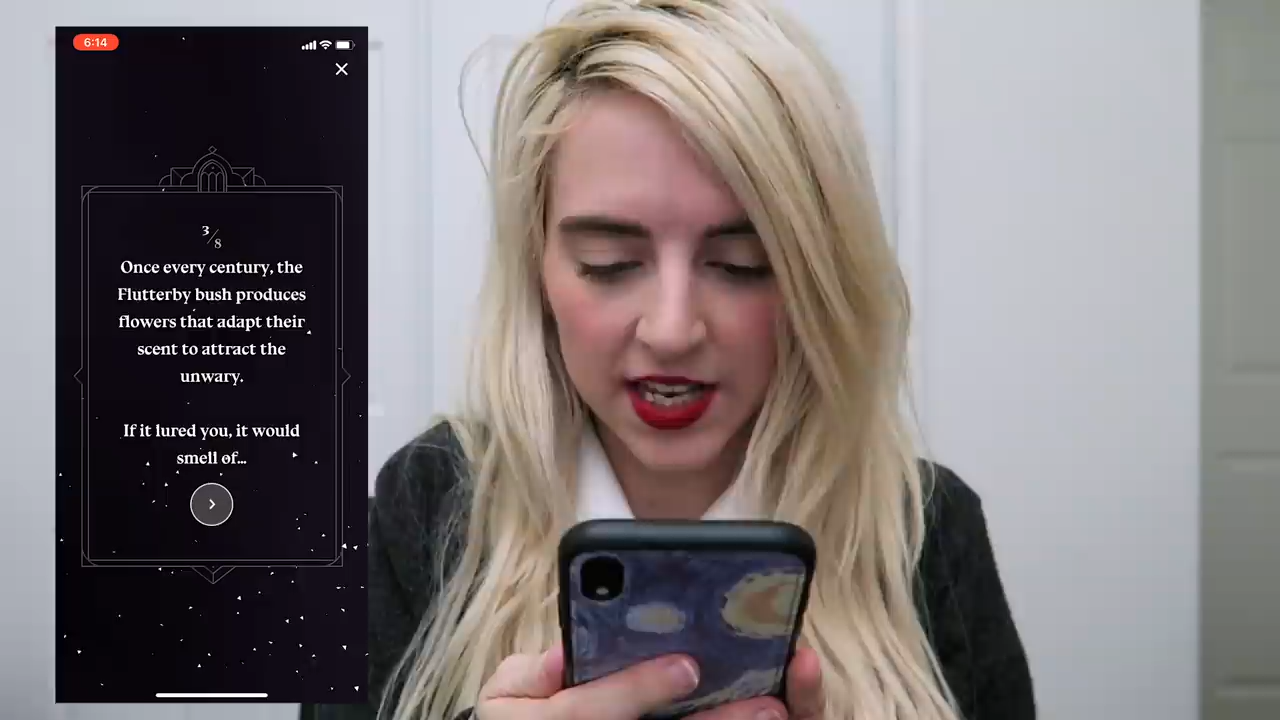 6:14
3/8
Once every century, the
Flutterby bush produces
flowers that adapt their
scent to attract the
unwary.
If it lured you, it would
smell of...